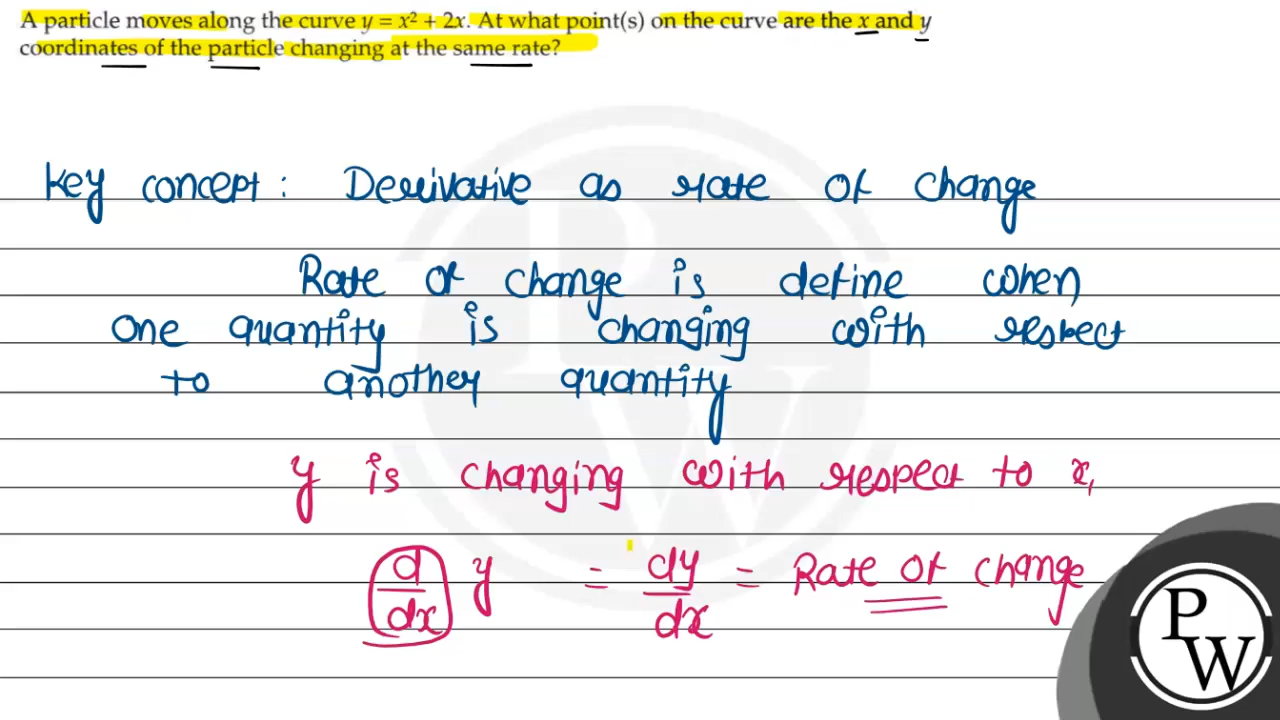 A particle moves along the curve y = x² + 2x. At what point(s) on the curve are the x and y
coordinates of the particle changing at the same rate?
Key concept : Derivative as rate of change
Rate of change is define when
one quantity is changing with respect
to another quantity
y is changing with respect to x,
d/dx y = dy/dx = Rate of change
P
W